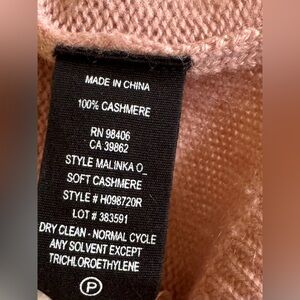 MADE IN CHINA
100% CASHMERE
RN 98406
CA 39862
STYLE MALINKA O_
SOFT CASHMERE
STYLE # H098720R
LOT # 383591
DRY CLEAN - NORMAL CYCLE
ANY SOLVENT EXCEPT
TRICHLOROETHYLENE
P